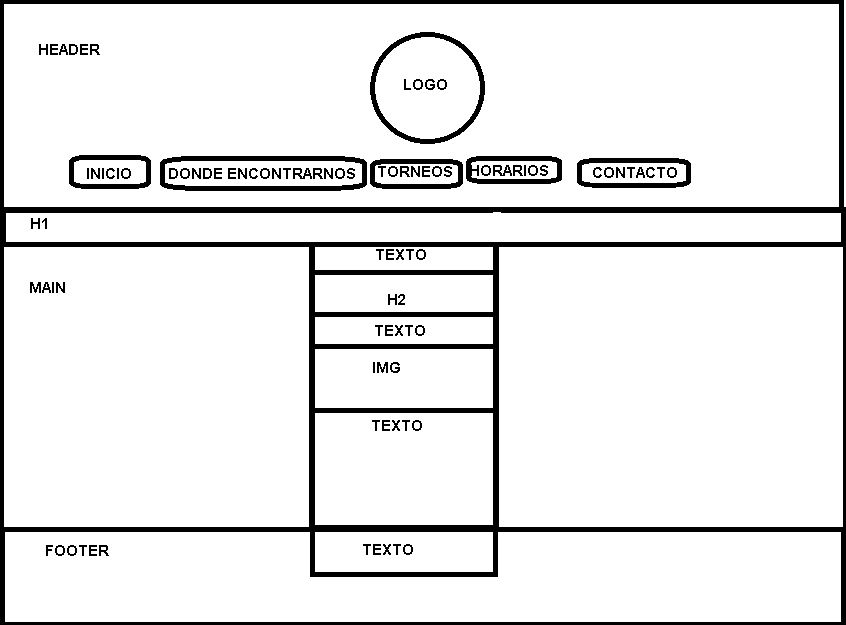 HEADER
LOGO
INICIO
DONDE ENCONTRARNOS
TORNEOS
HORARIOS
CONTACTO
H1
TEXTO
MAIN
H2
TEXTO
IMG
TEXTO
FOOTER
TEXTO